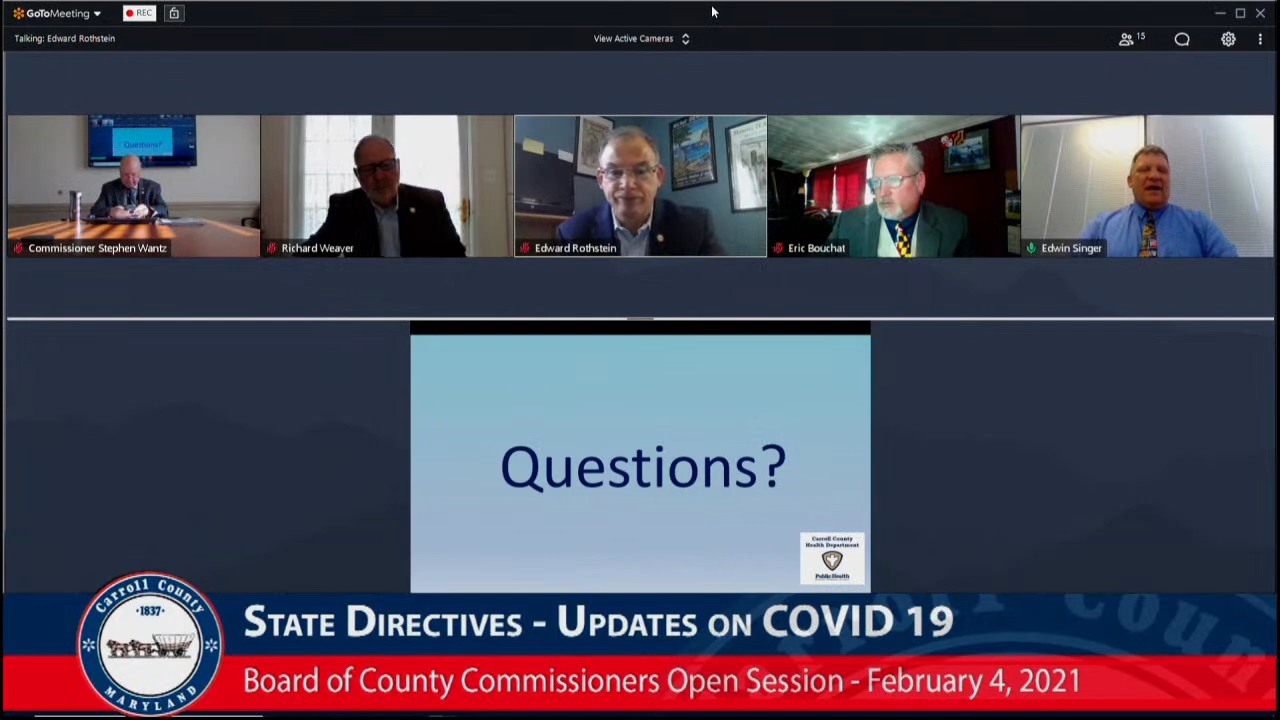 GoToMeeting
REC
Talking: Edward Rothstein
View Active Cameras
15
Questions?
Commissioner Stephen Wantz
Richard Weaver
Edward Rothstein
Eric Bouchat
Edwin Singer
Questions?
Carroll County
Health Department
Public Health
Carroll County
·1837·
MARYLAND
State Directives - Updates on COVID 19
Board of County Commissioners Open Session - February 4, 2021